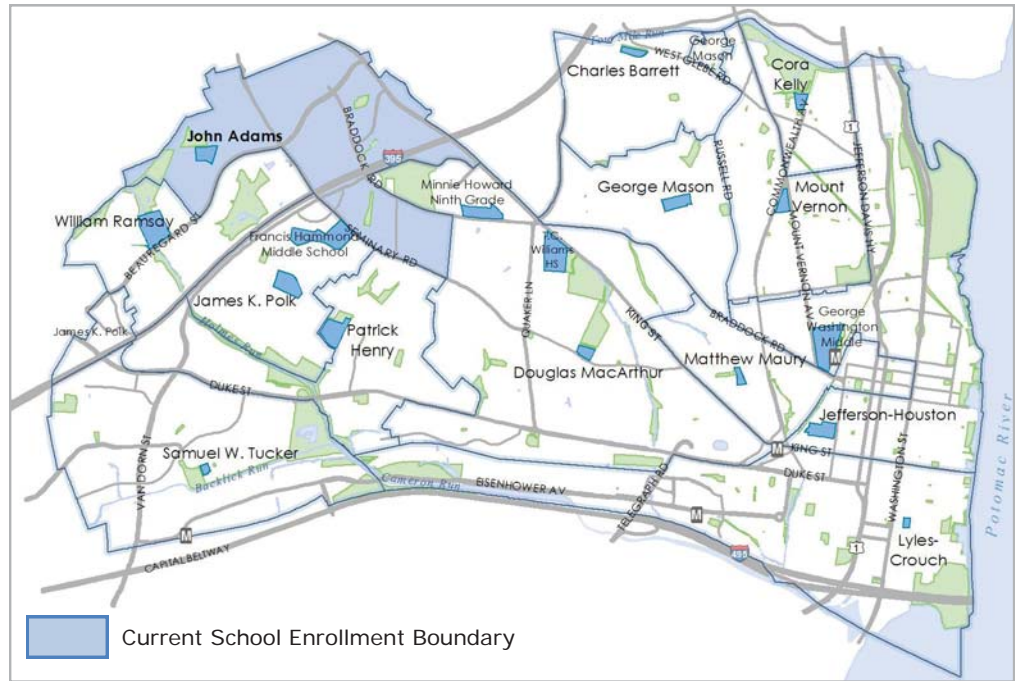 Four Mile Run
George
Mason
WEST GLEBE RD
Charles Barrett
Cora
Kelly
1
John Adams
BRADDOCK RD
395
COMMONWEALTH AV
JEFFERSON DAVIS HY
RUSSELL RD
Minnie Howard
Ninth Grade
George Mason
Mount
Vernon
William Ramsay
BEAUREGARD ST
Francis Hammond
Middle School
SEMINARY RD
T.C.
Williams
HS
MOUNT VERNON AV
James K. Polk
QUAKER LN
KING ST
BRADDOCK RD
George
Washington
Middle
M
James K. Polk
Holmes Run
Patrick
Henry
Matthew Maury
Douglas MacArthur
DUKE ST
Jefferson-Houston
M
KING ST
Samuel W. Tucker
DUKE ST
WASHINGTON ST
Potomac River
VAN DORN ST
Backlick Run
Cameron Run
EISENHOWER AV
TELEGRAPH RD
M
M
Lyles-
Crouch
CAPITAL BELTWAY
495
1
Current School Enrollment Boundary